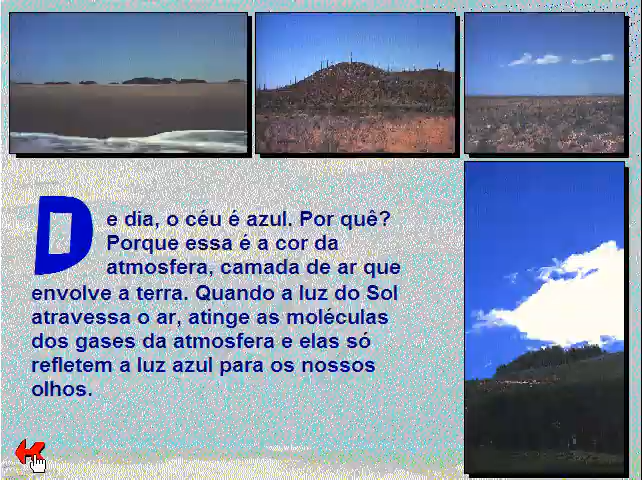 De dia, o céu é azul. Por quê?
Porque essa é a cor da
atmosfera, camada de ar que
envolve a terra. Quando a luz do Sol
atravessa o ar, atinge as moléculas
dos gases da atmosfera e elas só
refletem a luz azul para os nossos
olhos.